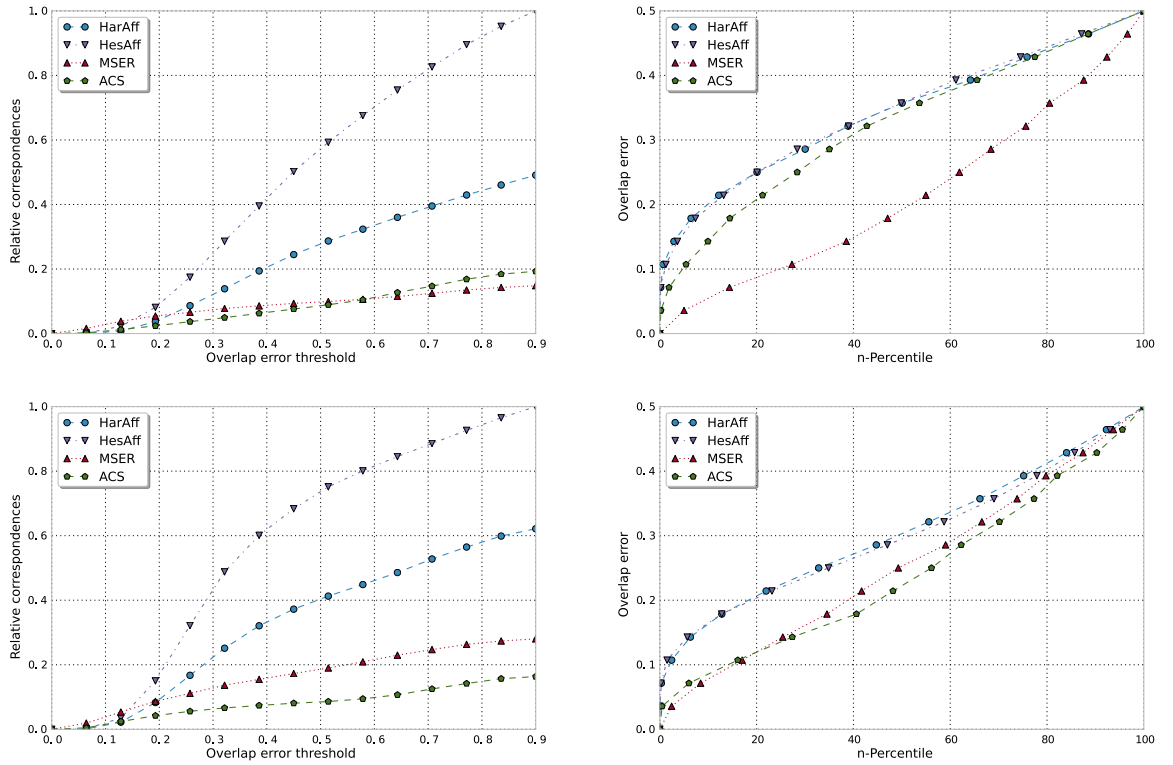 Relative correspondences
1. 0
0. 8
0. 6
0. 4
0. 2
0. 0
HarAff
HesAff
MSER
ACS
0. 0 0. 1 0. 2 0. 3 0. 4 0. 5 0. 6 0. 7 0. 8 0. 9
Overlap error threshold
Overlap error
0. 5
0. 4
0. 3
0. 2
0. 1
0. 0
HarAff
HesAff
MSER
ACS
0 20 40 60 80 100
n-Percentile
Relative correspondences
1. 0
0. 8
0. 6
0. 4
0. 2
0. 0
HarAff
HesAff
MSER
ACS
0. 0 0. 1 0. 2 0. 3 0. 4 0. 5 0. 6 0. 7 0. 8 0. 9
Overlap error threshold
Overlap error
0. 5
0. 4
0. 3
0. 2
0. 1
0. 0
HarAff
HesAff
MSER
ACS
0 20 40 60 80 100
n-Percentile